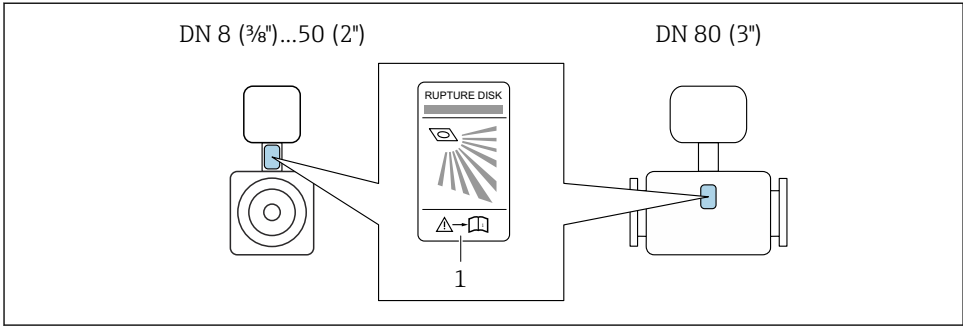 DN 8 (⅜")...50 (2")
DN 80 (3")
RUPTURE DISK
1